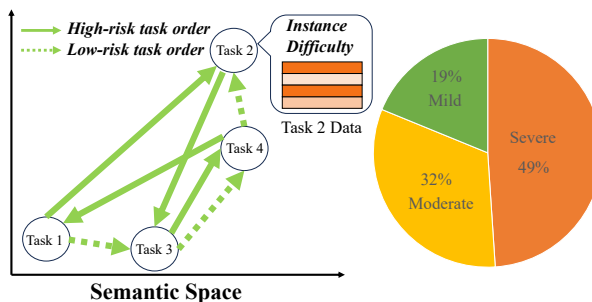 High-risk task order
Low-risk task order
Task 2
Instance
Difficulty
Task 2 Data
Task 4
Task 1
Task 3
Semantic Space
19%
Mild
Severe
49%
32%
Moderate